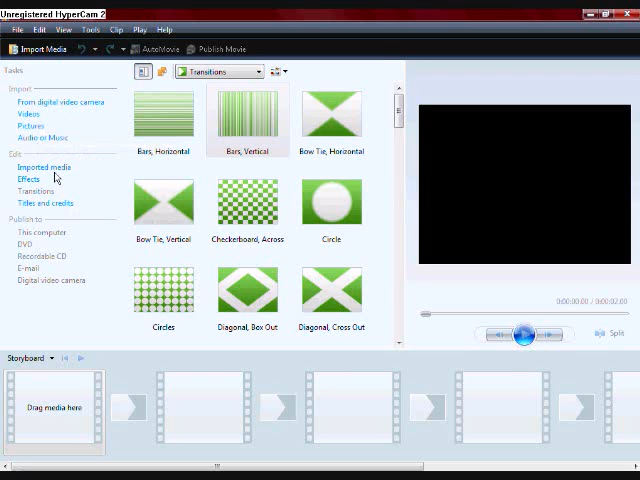 Unregistered HyperCam 2
File Edit View Tools Clip Play Help
Import Media AutoMovie Publish Movie
Tasks
Transitions
Import
From digital video camera
Videos
Pictures
Audio or Music
Edit
Imported media
Effects
Transitions
Titles and credits
Publish to
This computer
DVD
Recordable CD
E-mail
Digital video camera
Bars, Horizontal
Bars, Vertical
Bow Tie, Horizontal
Bow Tie, Vertical
Checkerboard, Across
Circle
Circles
Diagonal, Box Out
Diagonal, Cross Out
0:00:00.00 / 0:00:02.00
Split
Storyboard
Drag media here